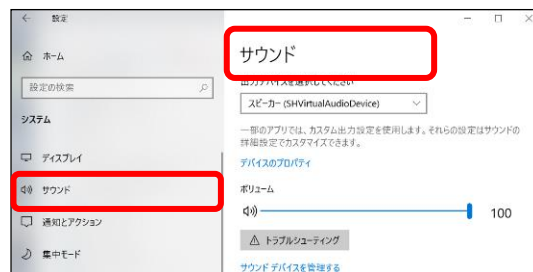 設定
ホーム
設定の検索
システム
ディスプレイ
サウンド
通知とアクション
集中モード
サウンド
出力デバイスを選択してください
スピーカー (SHVirtualAudioDevice)
一部のアプリでは、カスタム出力設定を使用します。それらの設定はサウンドの
詳細設定でカスタマイズできます。
デバイスのプロパティ
ボリューム
100
トラブルシューティング
サウンド デバイスを管理する